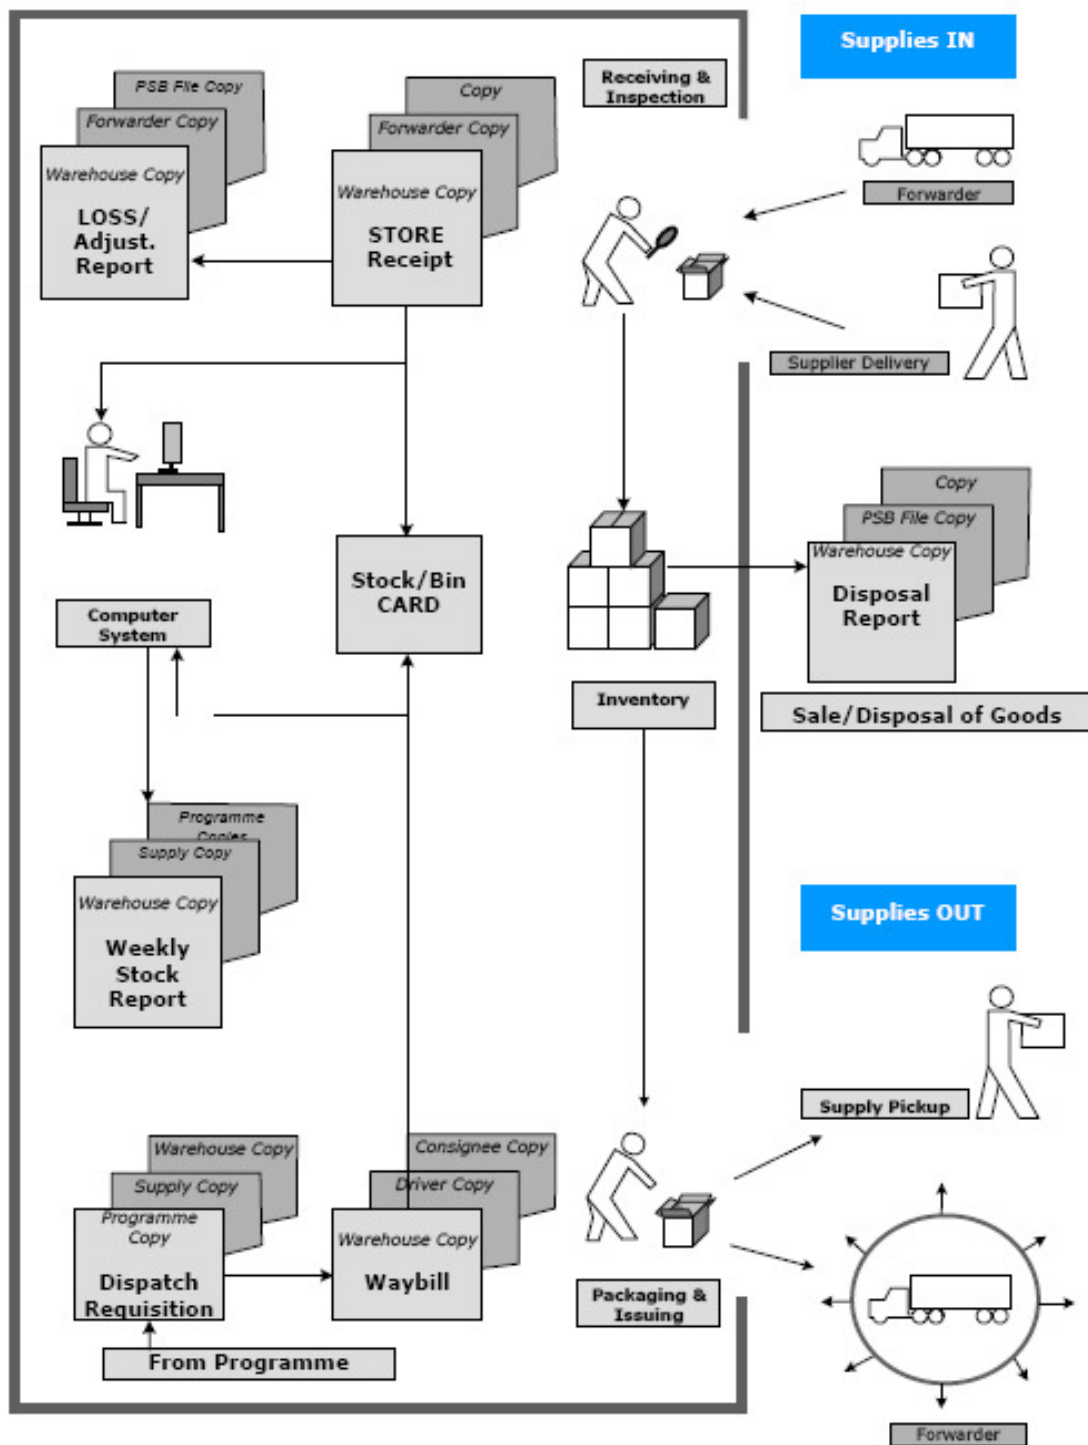 Supplies IN
Receiving &
Inspection
PSB File Copy
Forwarder Copy
Warehouse Copy
LOSS/
Adjust.
Report
Copy
Forwarder Copy
Warehouse Copy
STORE
Receipt
Forwarder
Supplier Delivery
Stock/Bin
CARD
Copy
PSB File Copy
Warehouse Copy
Disposal
Report
Computer
System
Inventory
Sale/Disposal of Goods
Programme
Copies
Supply Copy
Warehouse Copy
Weekly
Stock
Report
Supplies OUT
Supply Pickup
Warehouse Copy
Supply Copy
Programme
Copy
Dispatch
Requisition
Consignee Copy
Driver Copy
Warehouse Copy
Waybill
Packaging &
Issuing
From Programme
Forwarder